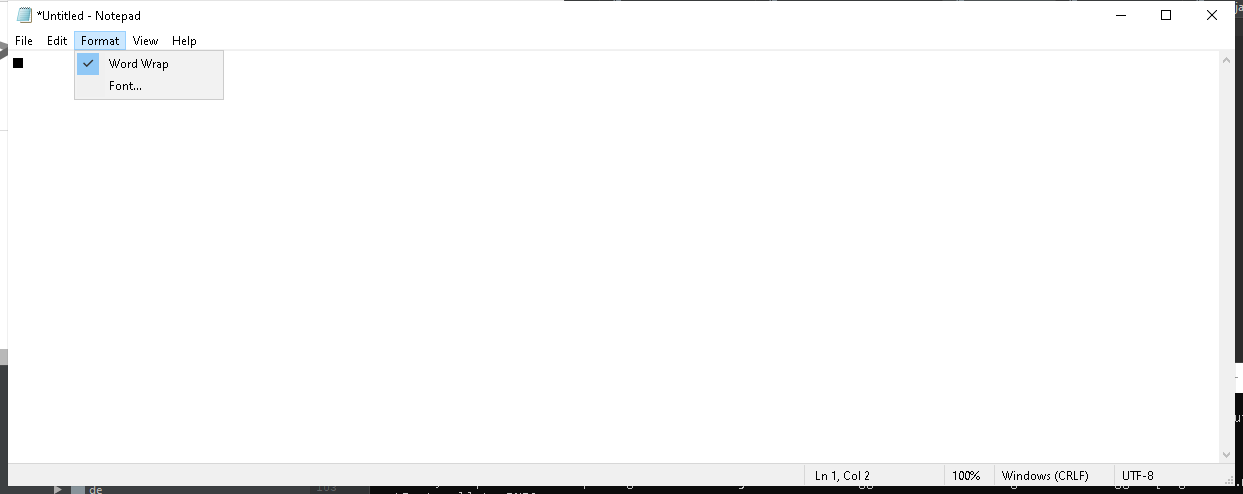 *Untitled - Notepad
File Edit Format View Help
■
Word Wrap
Font...
Ln 1, Col 2 100% Windows (CRLF) UTF-8
de
103